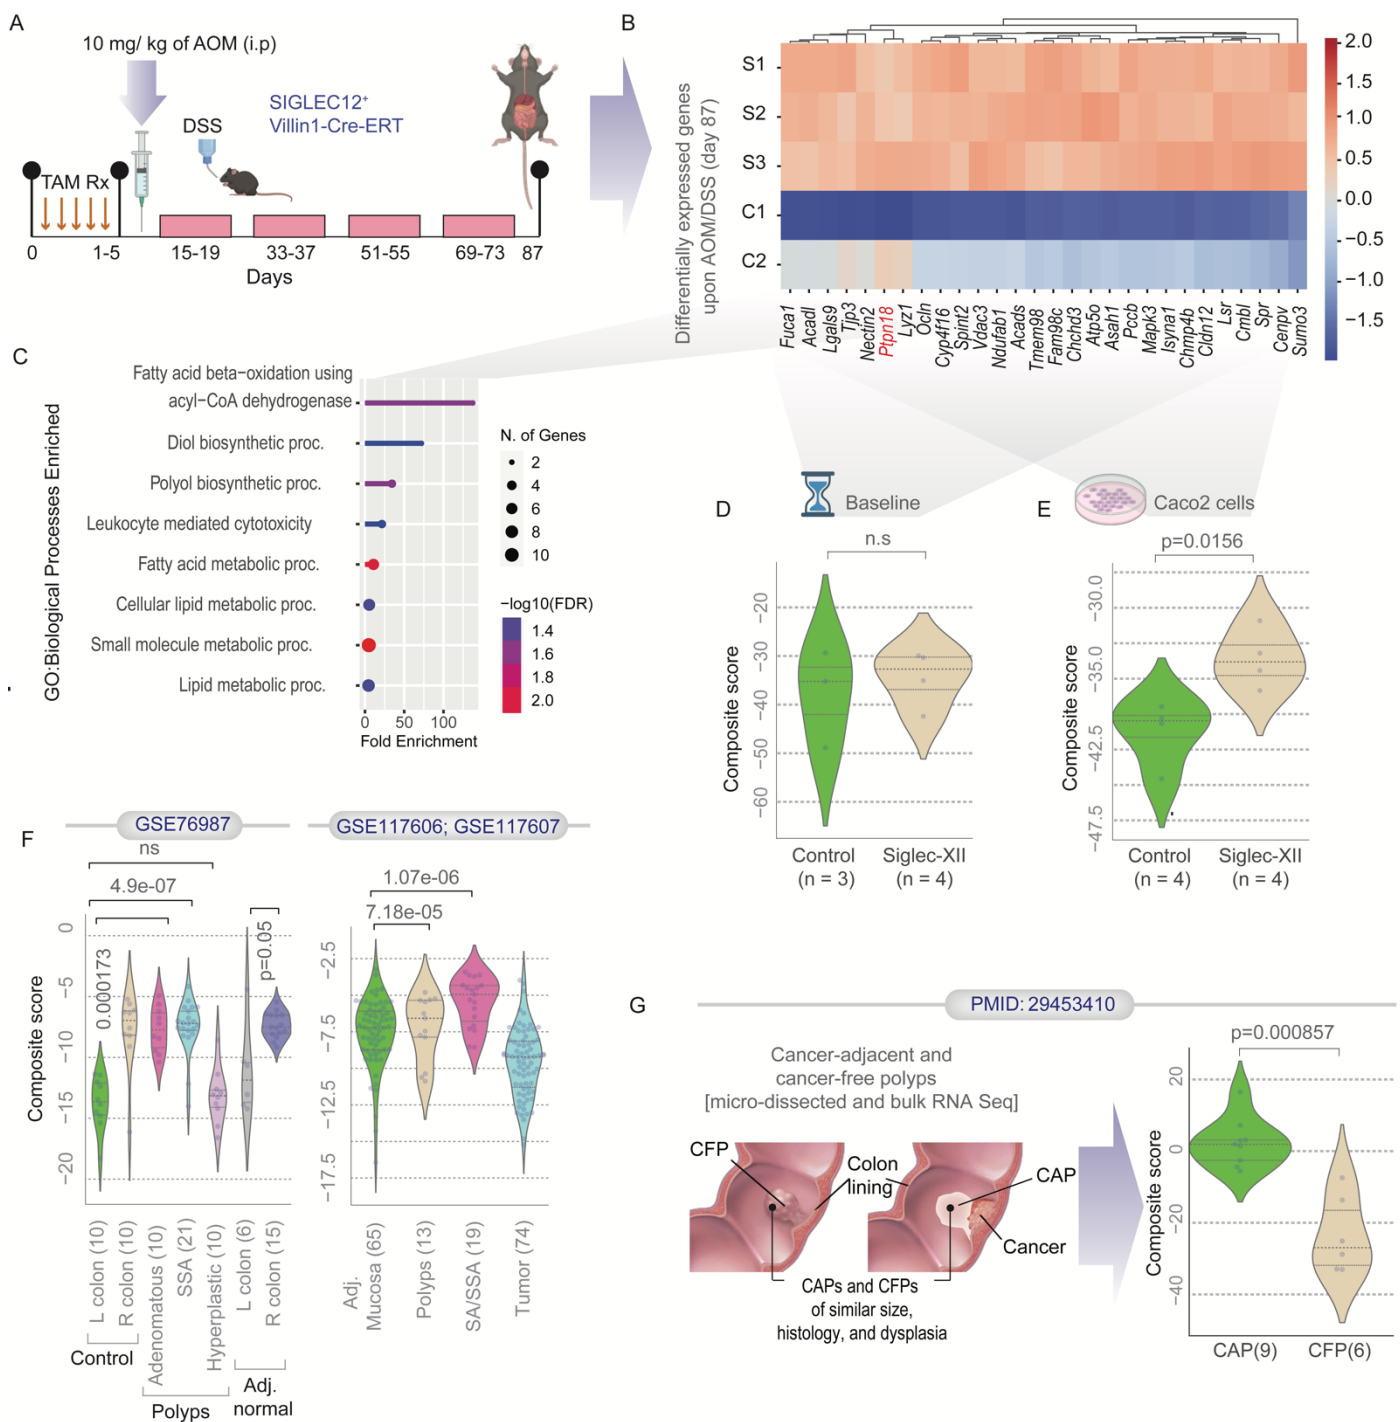 A
10 mg/ kg of AOM (i.p)
SIGLEC12+
Villin1-Cre-ERT
DSS
TAM Rx
0
1-5
15-19
33-37
51-55
69-73
87
Days
B
Differentially expressed genes
upon AOM/DSS (day 87)
S1
S2
S3
C1
C2
2.0
1.5
1.0
0.5
0.0
−0.5
−1.0
−1.5
Fuca1
Acadl
Lgals9
Tjp3
Nectin2
Ptpn18
Lyz1
Ocln
Cyp4f16
Spint2
Vdac3
Ndufab1
Acads
Tmem98
Fam98c
Chchd3
Atp5o
Asah1
Pccb
Mapk3
Isyna1
Chmp4b
Cldn12
Lsr
Cmbl
Spr
Cenpv
Sumo3
C
GO:Biological Processes Enriched
Fatty acid beta−oxidation using
acyl−CoA dehydrogenase
Diol biosynthetic proc.
Polyol biosynthetic proc.
Leukocyte mediated cytotoxicity
Fatty acid metabolic proc.
Cellular lipid metabolic proc.
Small molecule metabolic proc.
Lipid metabolic proc.
0
50
100
Fold Enrichment
N. of Genes
2
4
6
8
10
−log10(FDR)
1.4
1.6
1.8
2.0
D
Baseline
n.s
Composite score
−20
−30
−40
−50
−60
Control
(n = 3)
Siglec-XII
(n = 4)
E
Caco2 cells
p=0.0156
Composite score
−30.0
−35.0
−42.5
−47.5
Control
(n = 4)
Siglec-XII
(n = 4)
F
GSE76987
ns
4.9e-07
0.000173
p=0.05
Composite score
0
−5
−10
−15
−20
L colon (10)
R colon (10)
Adenomatous (10)
SSA (21)
Hyperplastic (10)
L colon (6)
R colon (15)
Control
Polyps
Adj.
normal
GSE117606; GSE117607
1.07e-06
7.18e-05
−2.5
−7.5
−12.5
−17.5
Adj.
Mucosa (65)
Polyps (13)
SA/SSA (19)
Tumor (74)
G
PMID: 29453410
Cancer-adjacent and
cancer-free polyps
[micro-dissected and bulk RNA Seq]
CFP
Colon
lining
CAP
Cancer
CAPs and CFPs
of similar size,
histology, and dysplasia
p=0.000857
Composite score
20
0
−20
−40
CAP(9)
CFP(6)